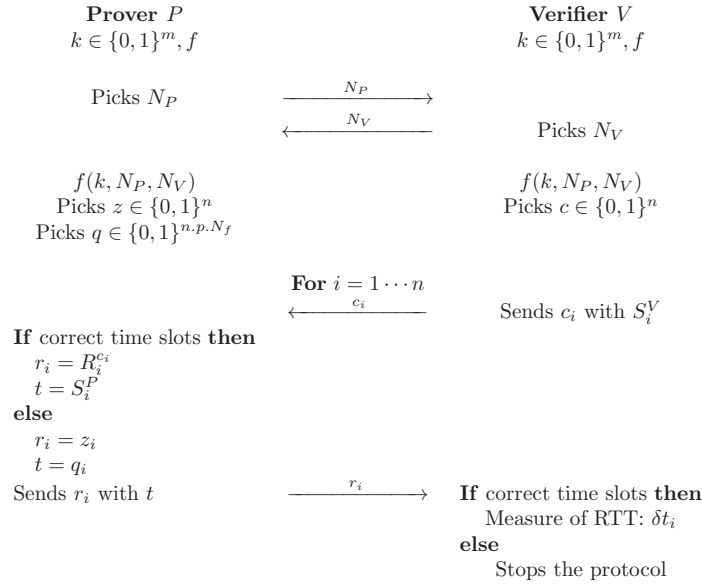 Prover P Verifier V
k ∈ {0, 1}^m, f k ∈ {0, 1}^m, f
Picks N_P N_P
N_V Picks N_V
f(k, N_P, N_V) f(k, N_P, N_V)
Picks z ∈ {0, 1}^n Picks c ∈ {0, 1}^n
Picks q ∈ {0, 1}^{n.p.N_f}
For i = 1 ⋯ n
c_i Sends c_i with S_i^V
If correct time slots then
r_i = R_i^{c_i}
t = S_i^P
else
r_i = z_i
t = q_i
Sends r_i with t r_i If correct time slots then
Measure of RTT: δt_i
else
Stops the protocol